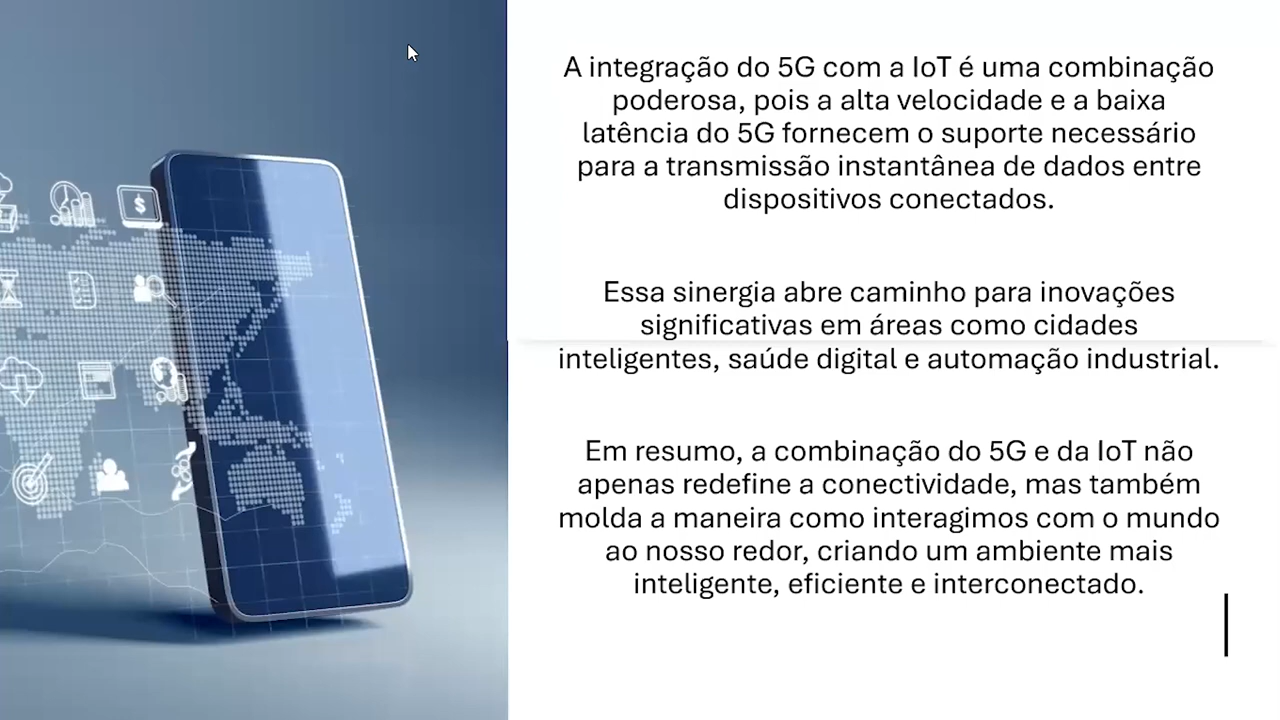 A integração do 5G com a IoT é uma combinação
poderosa, pois a alta velocidade e a baixa
latência do 5G fornecem o suporte necessário
para a transmissão instantânea de dados entre
dispositivos conectados.
Essa sinergia abre caminho para inovações
significativas em áreas como cidades
inteligentes, saúde digital e automação industrial.
Em resumo, a combinação do 5G e da IoT não
apenas redefine a conectividade, mas também
molda a maneira como interagimos com o mundo
ao nosso redor, criando um ambiente mais
inteligente, eficiente e interconectado.